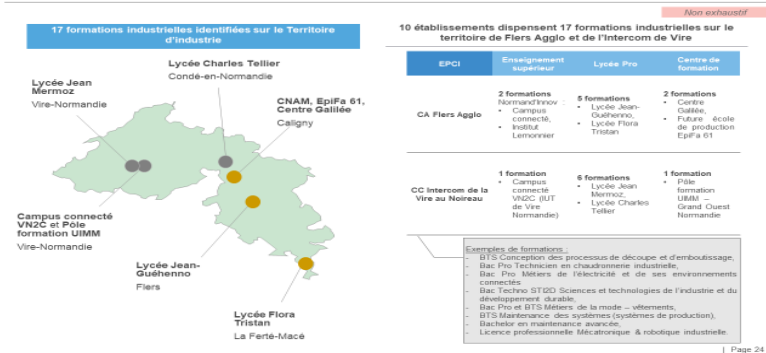 Non exhaustif
17 formations industrielles identifiées sur le Territoire
d'industrie
Lycée Charles Tellier
Condé-en-Normandie
Lycée Jean
Mermoz
Vire-Normandie
CNAM, EpiFa 61,
Centre Galilée
Caligny
Campus connecté
VN2C et Pôle
formation UIMM
Vire-Normandie
Lycée Jean-
Guéhenno
Flers
Lycée Flora
Tristan
La Ferté-Macé
10 établissements dispensent 17 formations industrielles sur le
territoire de Flers Agglo et de l'Intercom de Vire
EPCI
Enseignement
supérieur
Lycée Pro
Centre de
formation
CA Flers Agglo
2 formations
Normand'Innov :
• Campus
connecté,
• Institut
Lemonnier
5 formations
• Lycée Jean-
Guéhenno,
• Lycée Flora
Tristan
2 formations
• Centre
Galilée,
• Future école
de production
EpiFa 61
CC Intercom de la
Vire au Noireau
1 formation
• Campus
connecté
VN2C (IUT
de Vire
Normandie)
6 formations
• Lycée Jean
Mermoz,
• Lycée Charles
Tellier
1 formation
• Pôle
formation
UIMM –
Grand Ouest
Normandie
Exemples de formations :
- BTS Conception des processus de découpe et d'emboutissage,
- Bac Pro Technicien en chaudronnerie industrielle,
- Bac Pro Métiers de l'électricité et de ses environnements
connectés
- Bac Techno STI2D Sciences et technologies de l'industrie et du
développement durable,
- Bac Pro et BTS Métiers de la mode – vêtements,
- BTS Maintenance des systèmes (systèmes de production),
- Bachelor en maintenance avancée,
- Licence professionnelle Mécatronique & robotique industrielle.
| Page 24